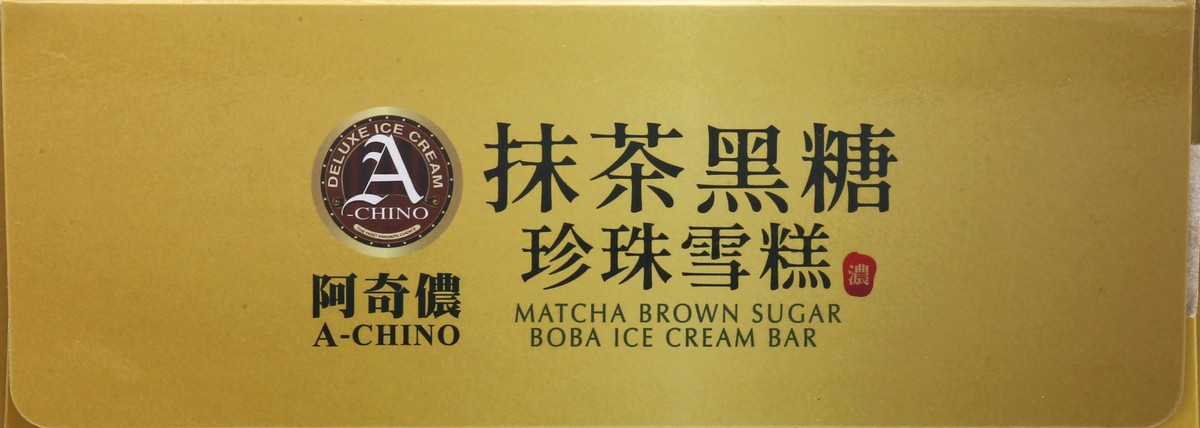 DELUXE ICE CREAM
A
-CHINO
阿奇儂
A-CHINO
抹茶黑糖
珍珠雪糕
濃
MATCHA BROWN SUGAR
BOBA ICE CREAM BAR